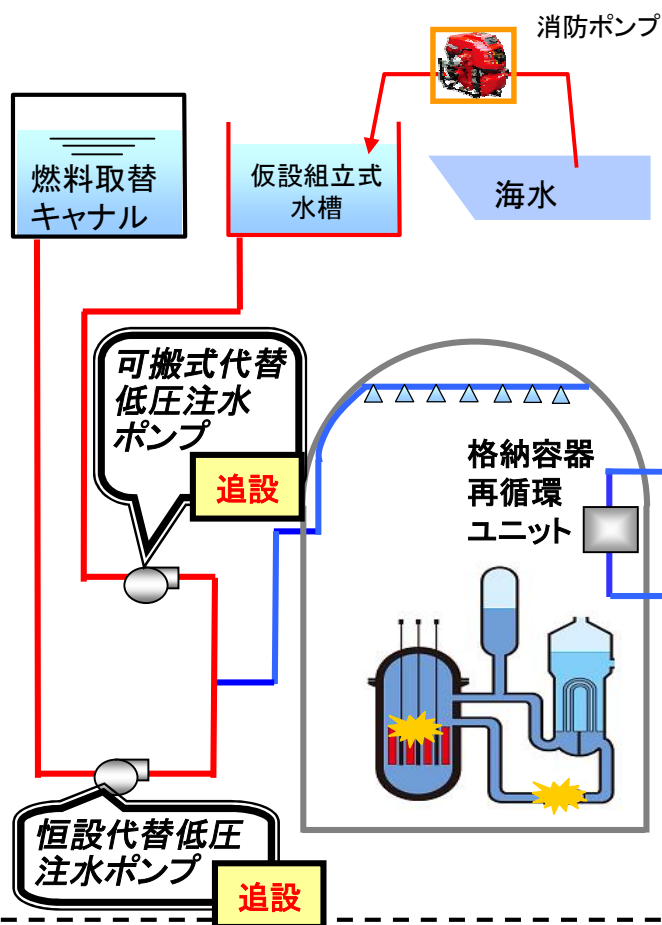 消防ポンプ
燃料取替
キャナル
仮設組立式
水槽
海水
可搬式代替
低圧注水
ポンプ
追設
格納容器
再循環
ユニット
恒設代替低圧
注水ポンプ
追設